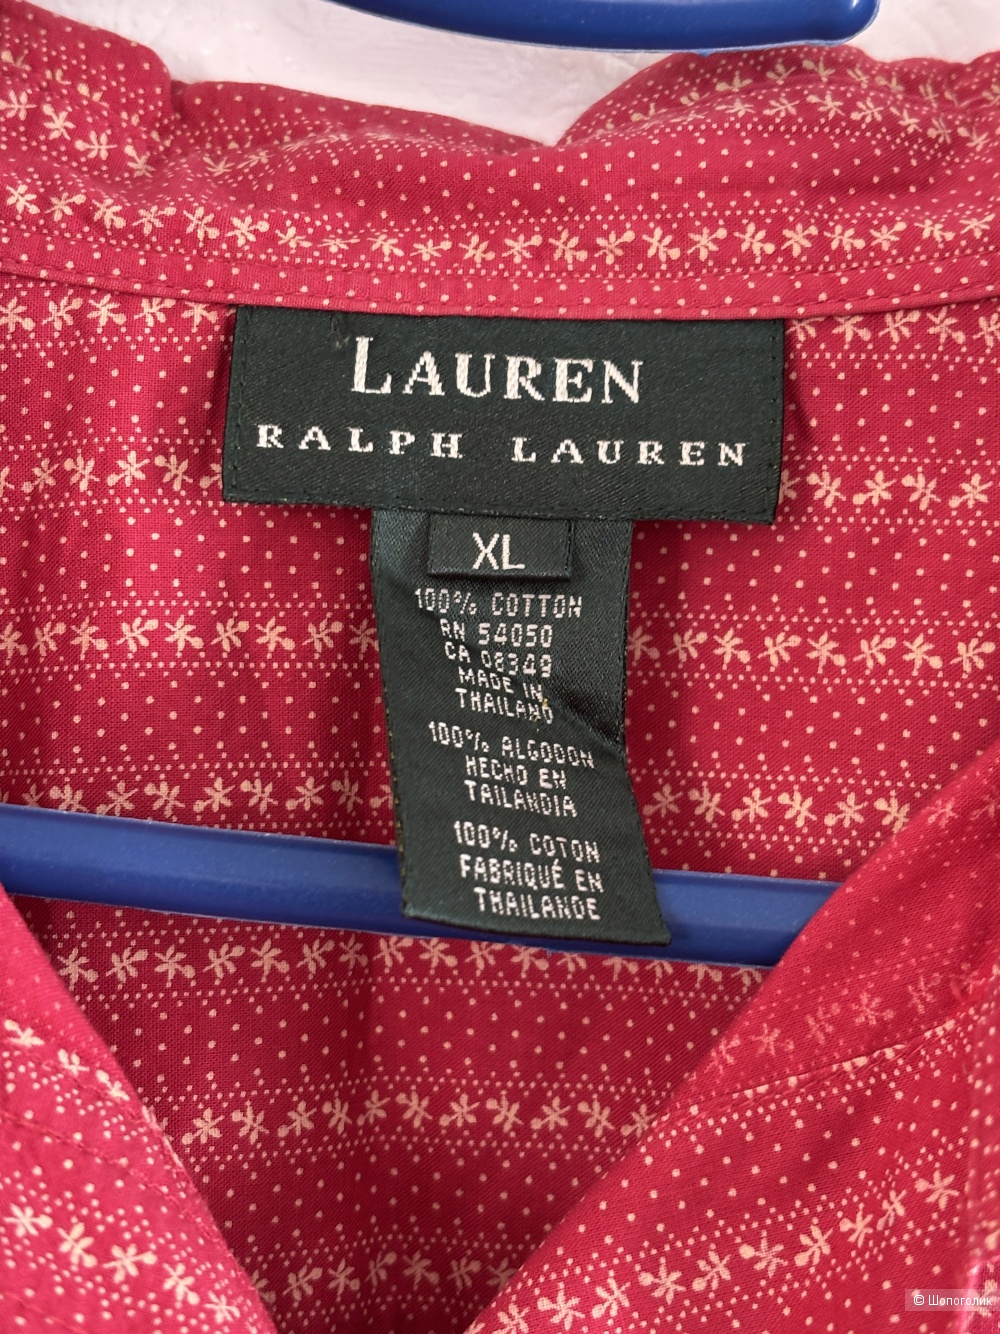 LAUREN
RALPH LAUREN
XL
100% COTTON
RN 54050
CA 08349
MADE IN
THAILAND
100% ALGODON
HECHO EN
TAILANDIA
100% COTON
FABRIQUÉ EN
THAILANDE
© Шопоголик